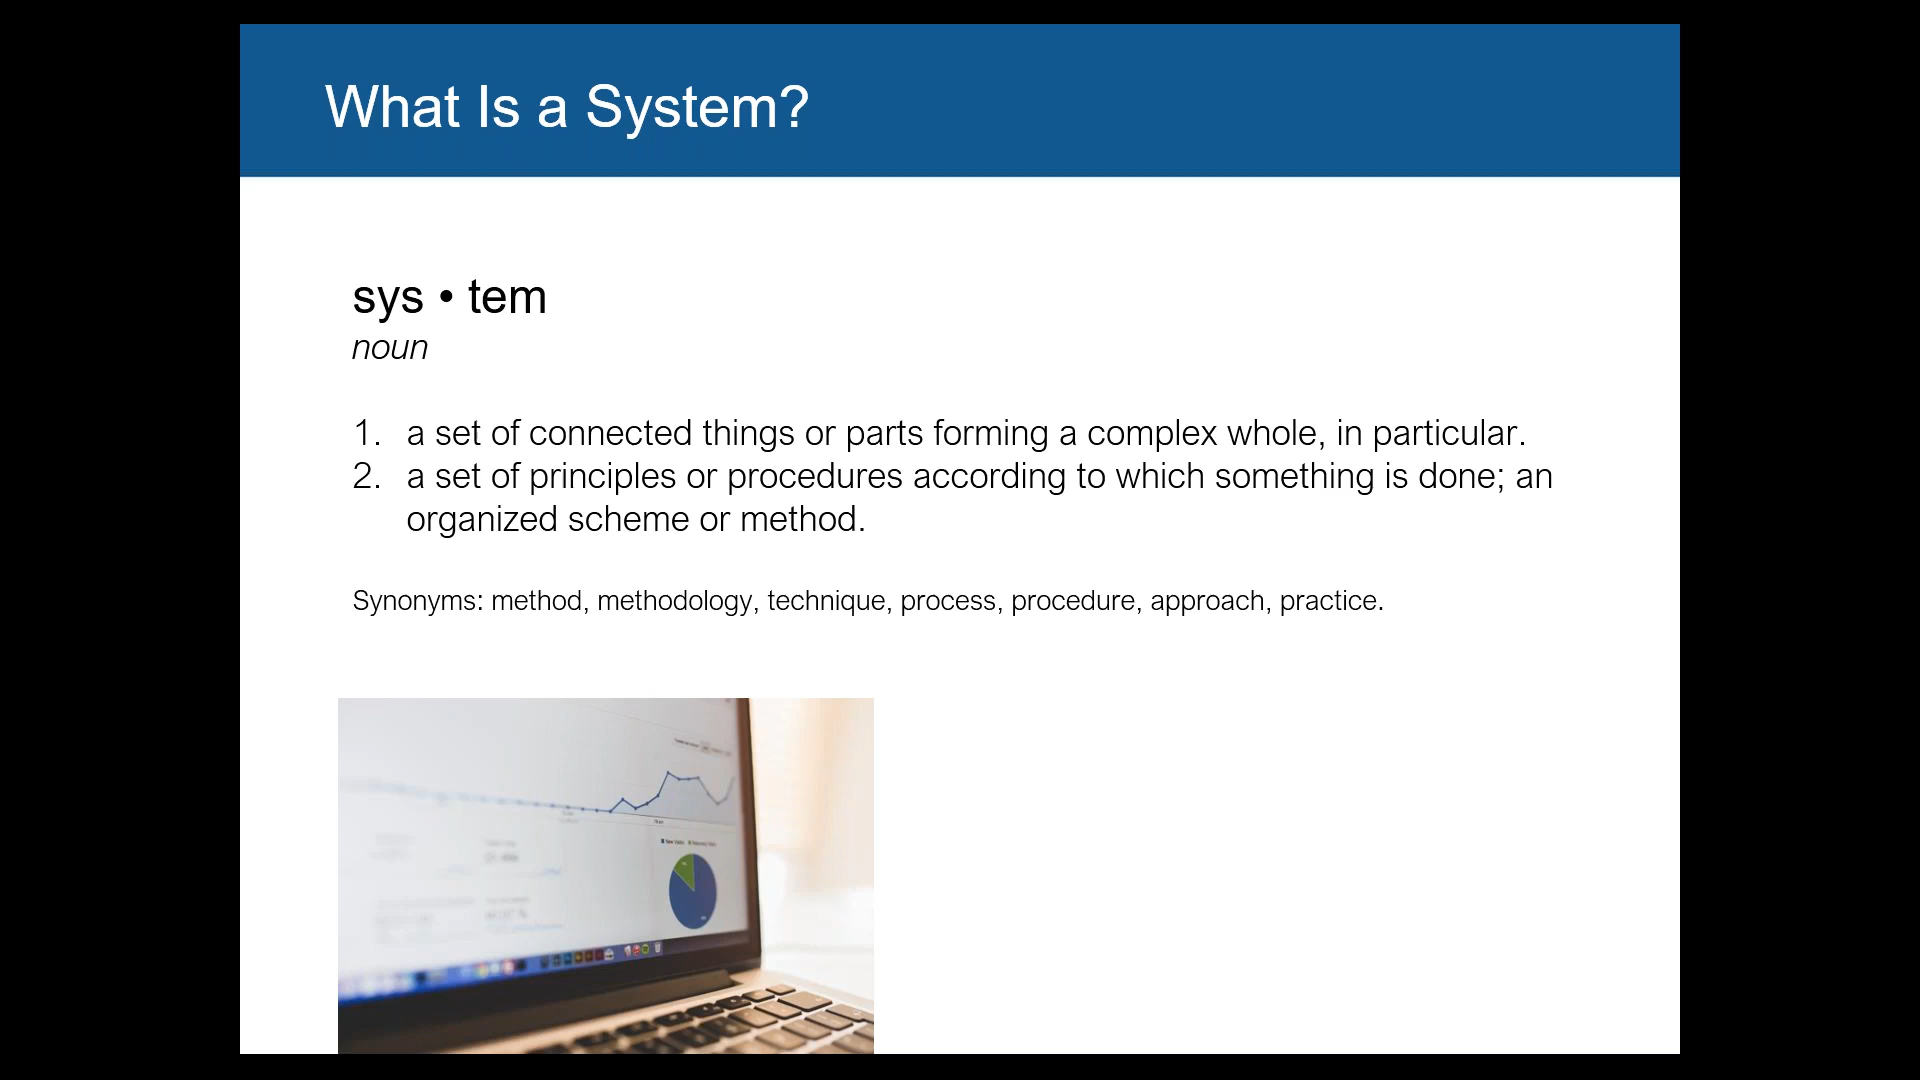 What Is a System?
sys • tem
noun
1. a set of connected things or parts forming a complex whole, in particular.
2. a set of principles or procedures according to which something is done; an
organized scheme or method.
Synonyms: method, methodology, technique, process, procedure, approach, practice.